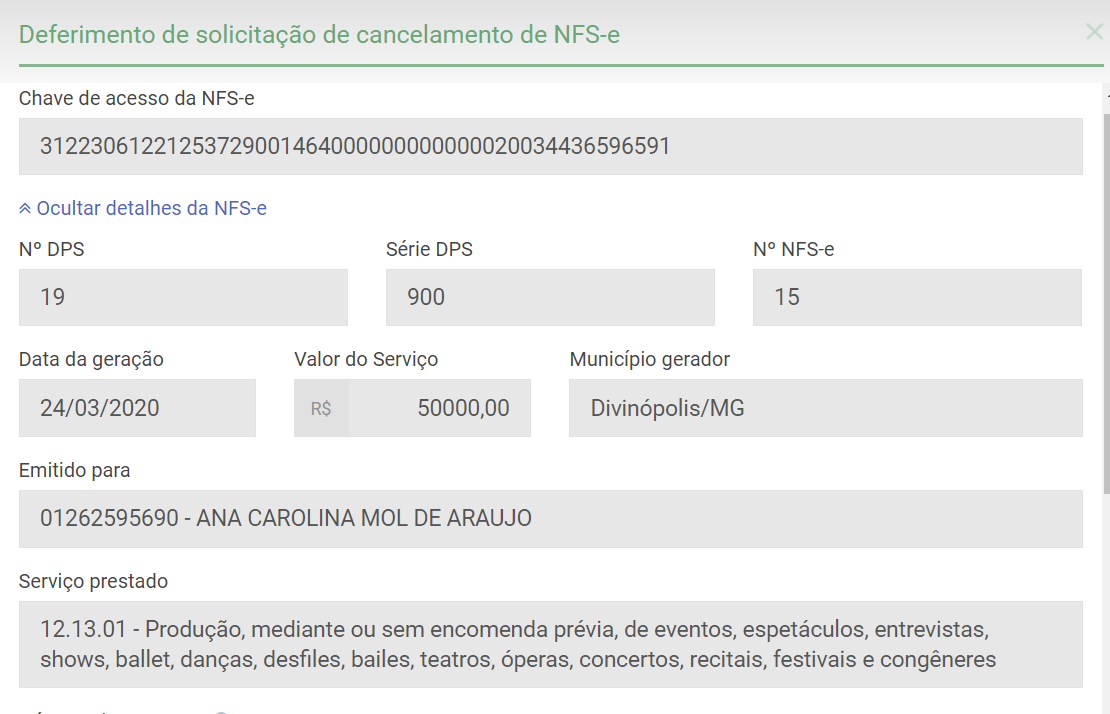 Deferimento de solicitação de cancelamento de NFS-e
Chave de acesso da NFS-e
31223061221253729001464000000000000020034436596591
Ocultar detalhes da NFS-e
Nº DPS
Série DPS
Nº NFS-e
19
900
15
Data da geração
Valor do Serviço
Município gerador
24/03/2020
R$
50000,00
Divinópolis/MG
Emitido para
01262595690 - ANA CAROLINA MOL DE ARAUJO
Serviço prestado
12.13.01 - Produção, mediante ou sem encomenda prévia, de eventos, espetáculos, entrevistas,
shows, ballet, danças, desfiles, bailes, teatros, óperas, concertos, recitais, festivais e congêneres